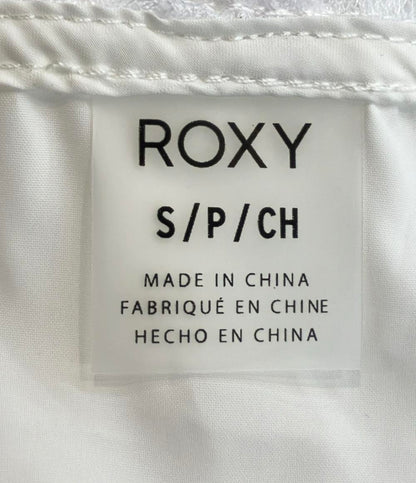 ROXY
S/P/CH
MADE IN CHINA
FABRIQUÉ EN CHINE
HECHO EN CHINA